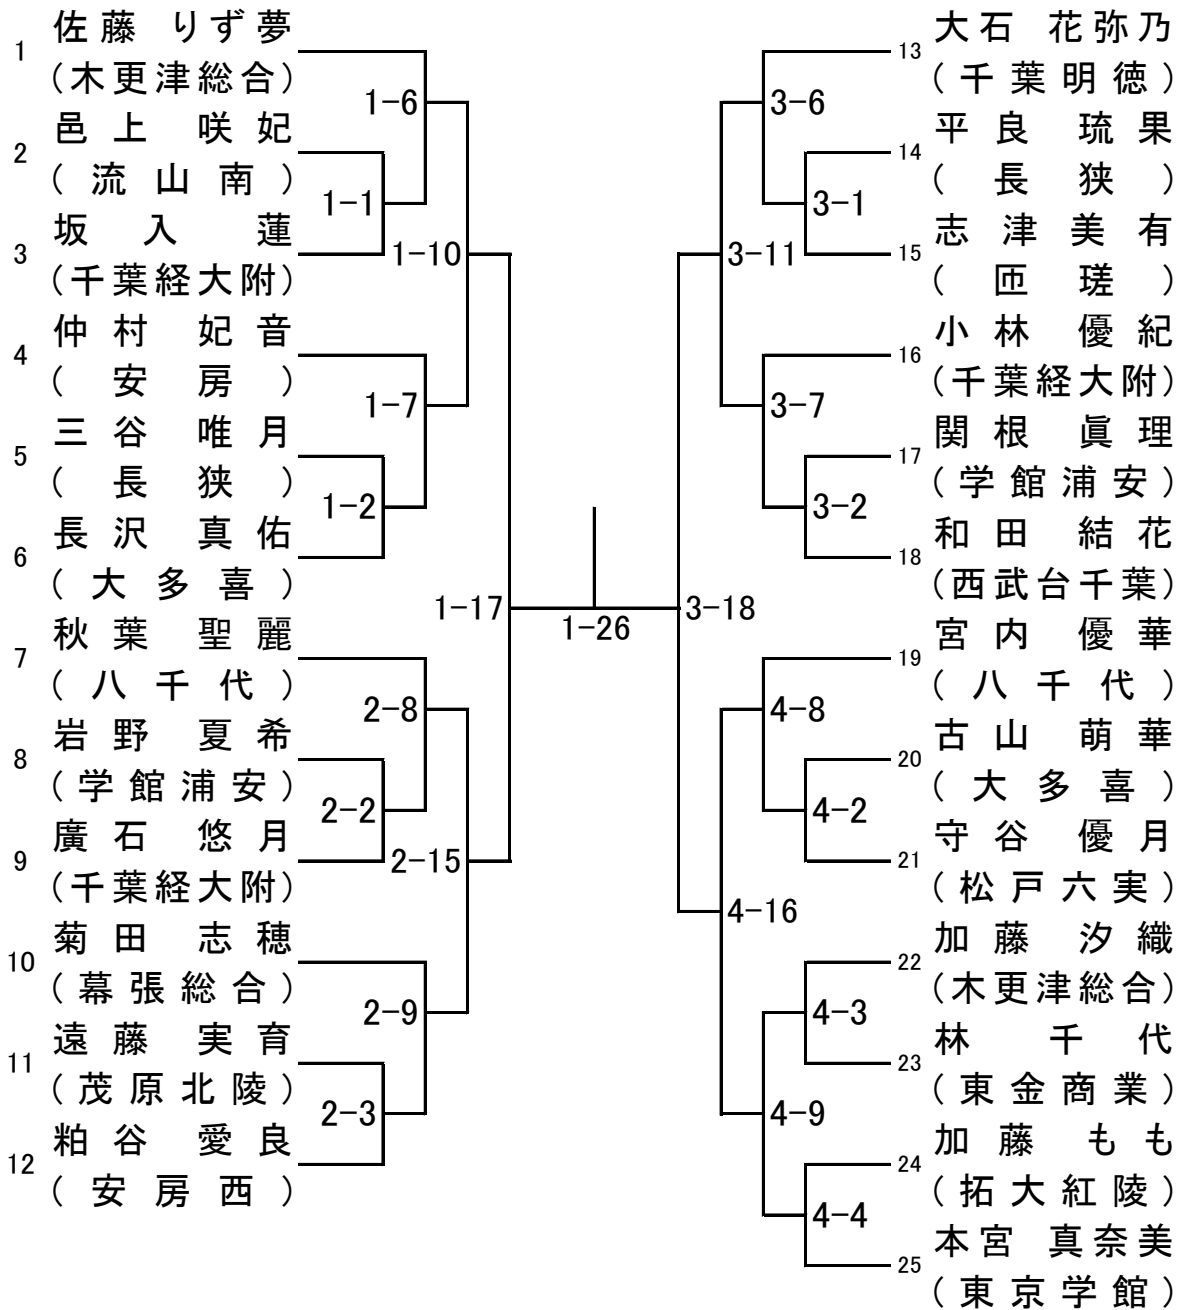 1 佐藤 りず夢
(木更津総合)
2 邑上 咲妃
(流山南)
3 坂入 蓮
(千葉経大附)
4 仲村 妃音
(安房)
5 三谷 唯月
(長狭)
6 長沢 真佑
(大多喜)
7 秋葉 聖麗
(八千代)
8 岩野 夏希
(学館浦安)
9 廣石 悠月
(千葉経大附)
10 菊田 志穂
(幕張総合)
11 遠藤 実育
(茂原北陵)
12 粕谷 愛良
(安房西)
1-6
1-1
1-10
1-7
1-2
1-17
2-8
2-2
2-15
2-9
2-3
1-26
3-6
3-1
3-11
3-7
3-2
3-18
4-8
4-2
4-16
4-3
4-9
4-4
13 大石 花弥乃
(千葉明徳)
14 平良 琉果
(長狭)
15 志津 美有
(匝瑳)
16 小林 優紀
(千葉経大附)
17 関根 眞理
(学館浦安)
18 和田 結花
(西武台千葉)
19 宮内 優華
(八千代)
20 古山 萌華
(大多喜)
21 守谷 優月
(松戸六実)
22 加藤 汐織
(木更津総合)
23 林 千代
(東金商業)
24 加藤 もも
(拓大紅陵)
25 本宮 真奈美
(東京学館)